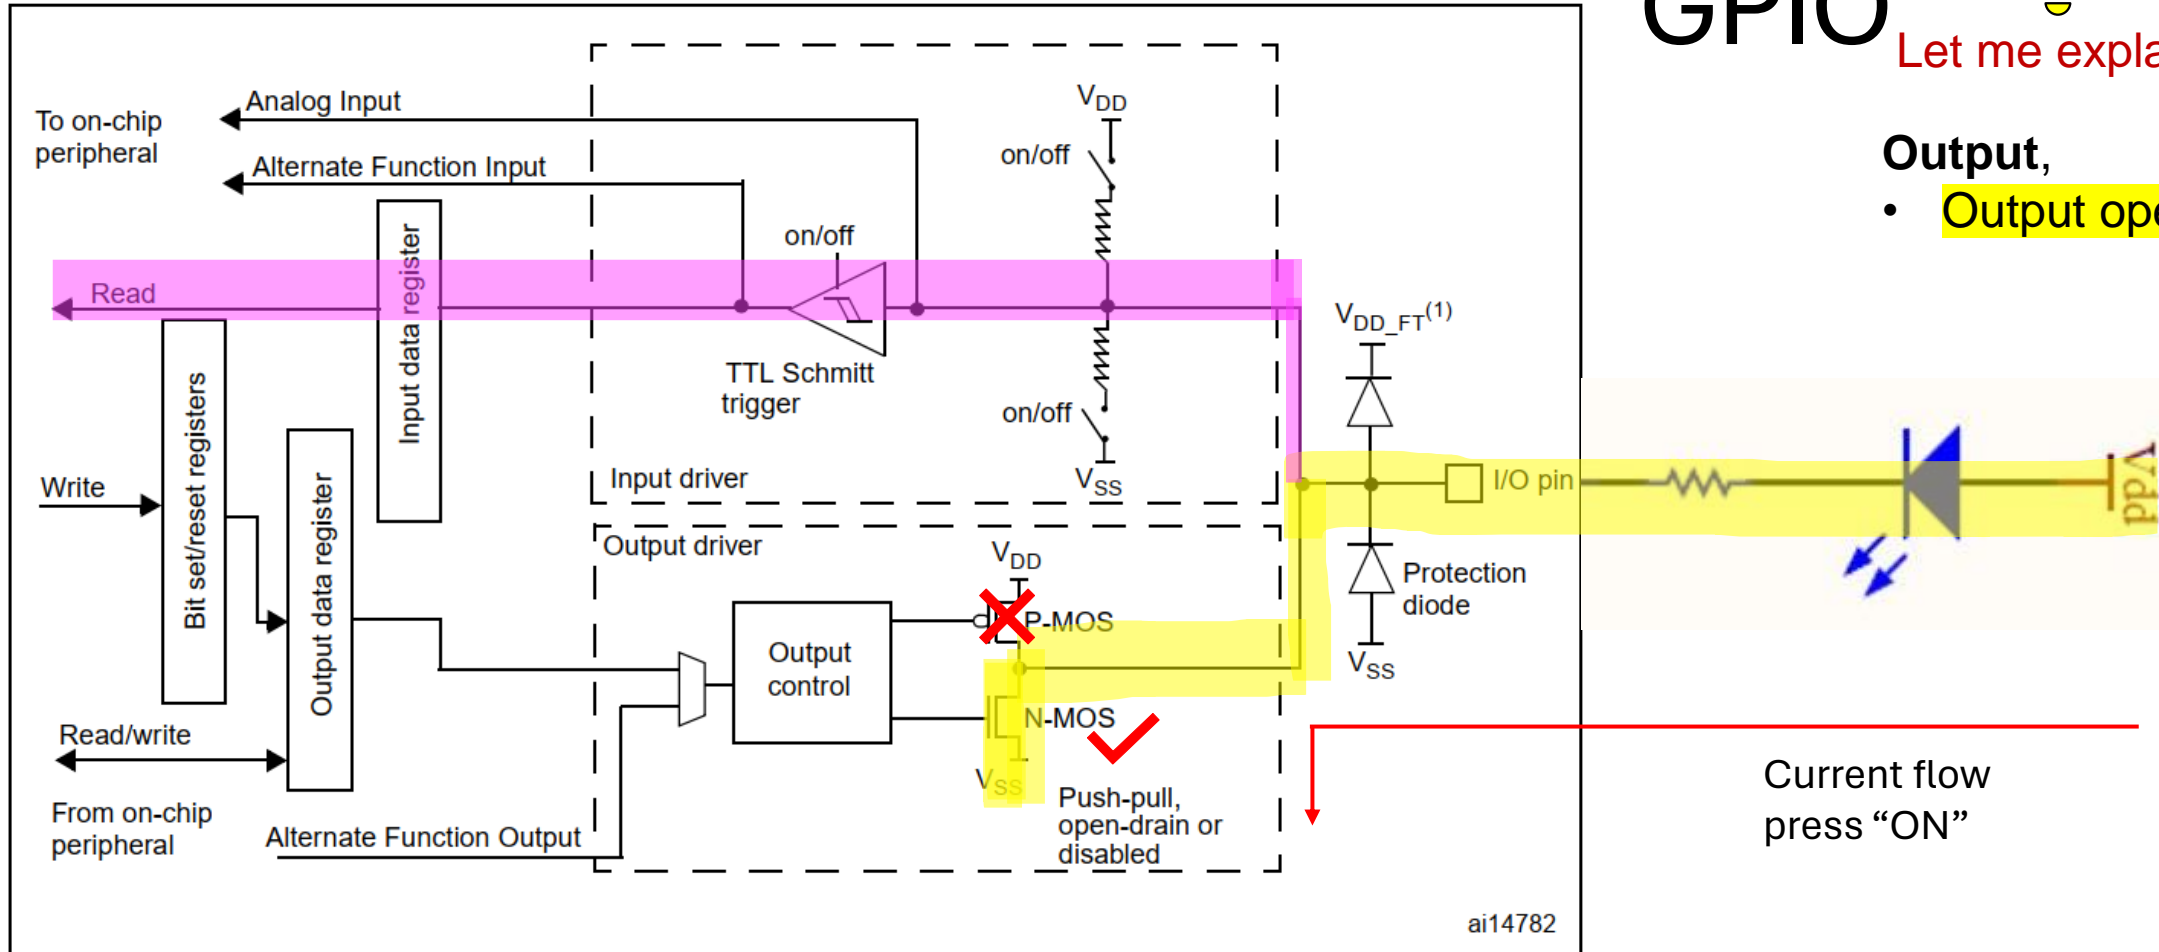 GPIO
Let me expla
Output,
• Output ope
To on-chip
peripheral
Analog Input
Alternate Function Input
Read
Input data register
on/off
TTL Schmitt
trigger
VDD
on/off
on/off
VSS
Input driver
VDD_FT(1)
I/O pin
Vdd
Protection
diode
VSS
Write
Bit set/reset registers
Output data register
Read/write
From on-chip
peripheral
Alternate Function Output
Output driver
Output
control
VDD
P-MOS
N-MOS
VSS
Push-pull,
open-drain or
disabled
Current flow
press “ON”
ai14782